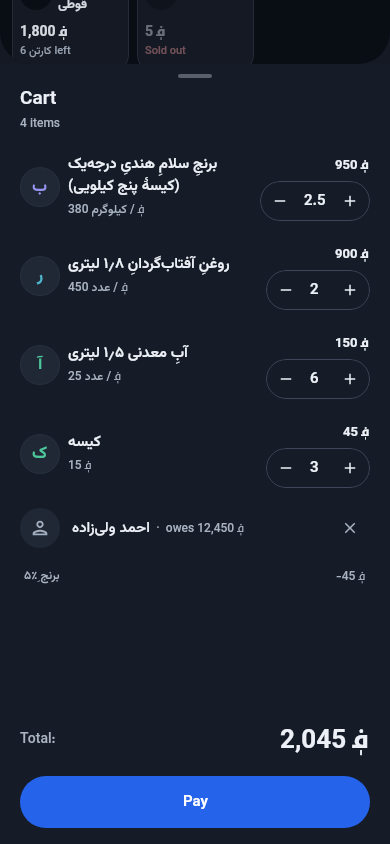 قوطی
1,800 ؋
6 کارتن left
5 ؋
Sold out
Cart
4 items
ب
برنجِ سلامِ هندیِ درجه‌یک
(کیسهٔ پنج کیلویی)
380 ؋ / کیلوگرم
950 ؋
− 2.5 +
ر
روغنِ آفتاب‌گردانِ ۱٫۸ لیتری
450 ؋ / عدد
900 ؋
− 2 +
آ
آبِ معدنی ۱٫۵ لیتری
25 ؋ / عدد
150 ؋
− 6 +
ک
کیسه
15 ؋
45 ؋
− 3 +
احمد ولی‌زاده · owes 12,450 ؋
برنج ۵٪
-45 ؋
Total:
2,045 ؋
Pay